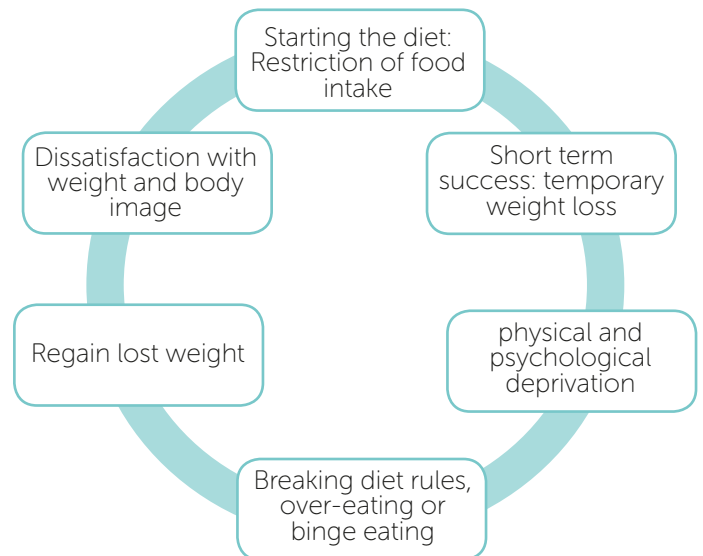 Starting the diet:
Restriction of food
intake
Short term
success: temporary
weight loss
physical and
psychological
deprivation
Breaking diet rules,
over-eating or
binge eating
Regain lost weight
Dissatisfaction with
weight and body
image